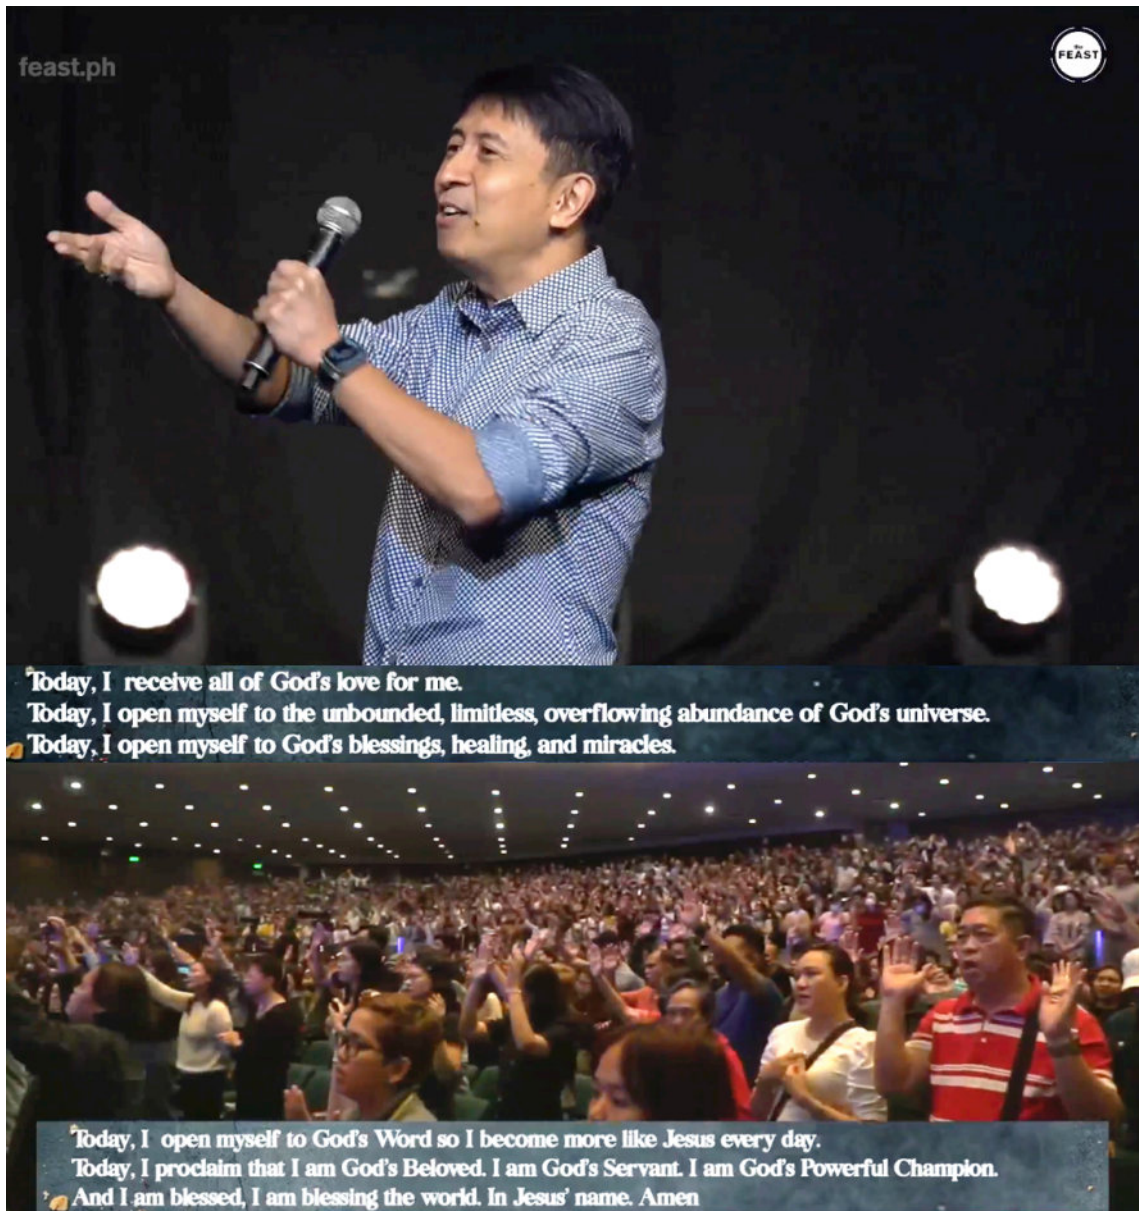 feast.ph
the
FEAST
Today, I receive all of God's love for me.
Today, I open myself to the unbounded, limitless, overflowing abundance of God's universe.
Today, I open myself to God's blessings, healing, and miracles.
Today, I open myself to God's Word so I become more like Jesus every day.
Today, I proclaim that I am God's Beloved. I am God's Servant. I am God's Powerful Champion.
And I am blessed, I am blessing the world. In Jesus' name. Amen